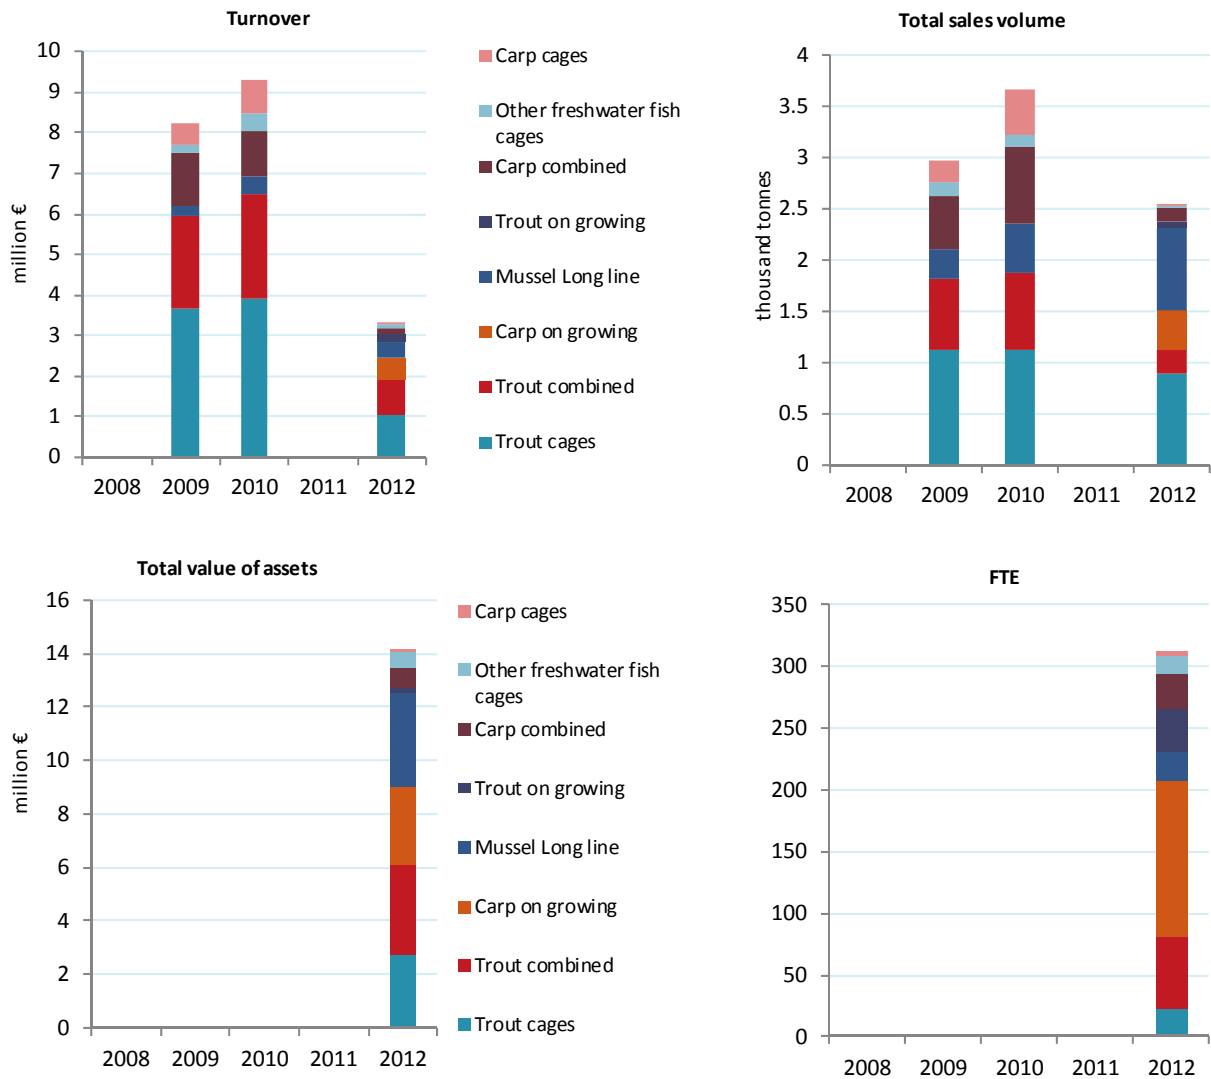 Turnover
10
9
8
7
6
5
4
3
2
1
0
million €
2008 2009 2010 2011 2012
Carp cages
Other freshwater fish
cages
Carp combined
Trout on growing
Mussel Long line
Carp on growing
Trout combined
Trout cages
Total sales volume
4
3.5
3
2.5
2
1.5
1
0.5
0
thousand tonnes
2008 2009 2010 2011 2012
Total value of assets
16
14
12
10
8
6
4
2
0
million €
2008 2009 2010 2011 2012
Carp cages
Other freshwater fish
cages
Carp combined
Trout on growing
Mussel Long line
Carp on growing
Trout combined
Trout cages
FTE
350
300
250
200
150
100
50
0
2008 2009 2010 2011 2012